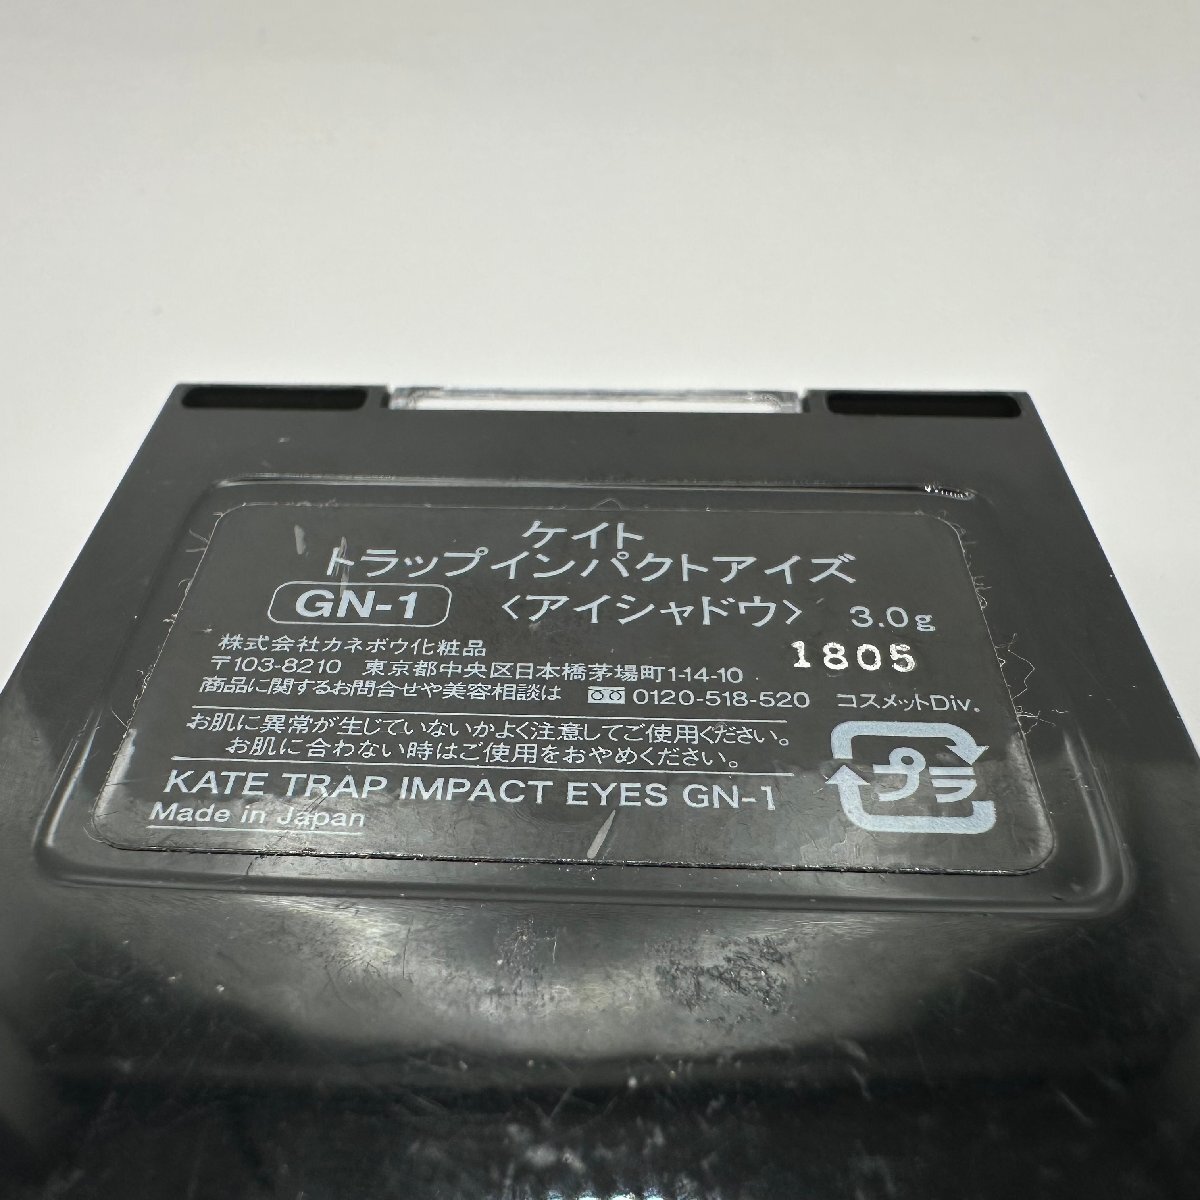 ケイト
トラップインパクトアイズ
GN-1 〈アイシャドウ〉 3.0g
株式会社カネボウ化粧品 1805
〒103-8210 東京都中央区日本橋茅場町1-14-10
商品に関するお問合せや美容相談は 0120-518-520 コスメットDiv.
お肌に異常が生じていないかよく注意してご使用ください。
お肌に合わない時はご使用をおやめください。
プラ
KATE TRAP IMPACT EYES GN-1
Made in Japan